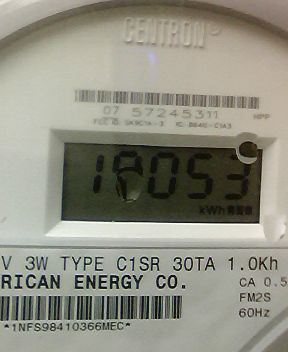 CENTRON®
07 57245311 HPP
18053
kWh
V 3W TYPE C1SR 30TA 1.0Kh
RICAN ENERGY CO. CA 0.5
FM2S
*1NFS98410366MEC* 60Hz